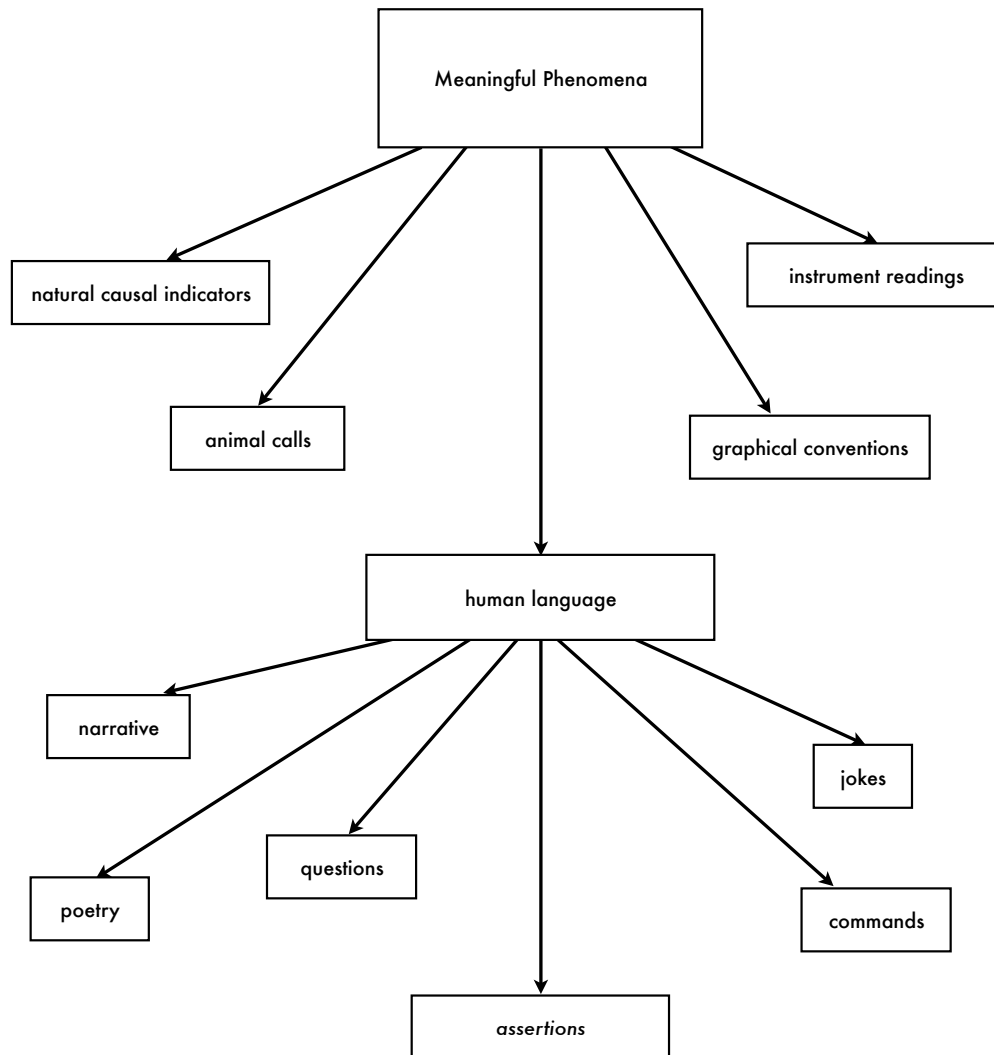 Meaningful Phenomena
natural causal indicators
instrument readings
animal calls
graphical conventions
human language
narrative
jokes
questions
poetry
commands
assertions